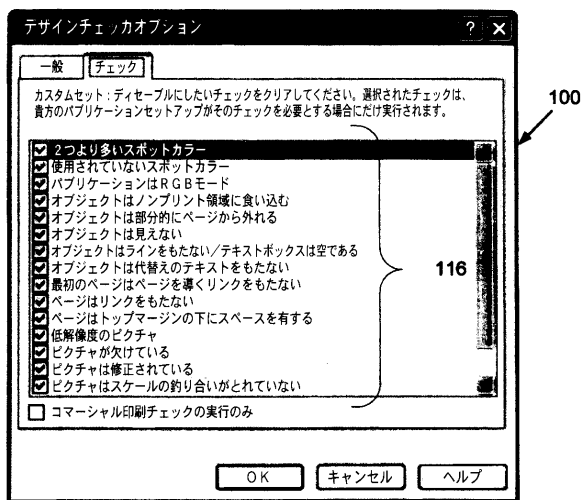 デサインチェッカオプション
? ×
一般 チェック
カスタムセット：ディセーブルにしたいチェックをクリアしてください。選択されたチェックは、
貴方のパブリケーションセットアップがそのチェックを必要とする場合にだけ実行されます。
100
２つより多いスポットカラー
使用されていないスポットカラー
パブリケーションはＲＧＢモード
オブジェクトはノンプリント領域に食い込む
オブジェクトは部分的にページから外れる
オブジェクトは見えない
オブジェクトはラインをもたない／テキストボックスは空である
オブジェクトは代替えのテキストをもたない
116
最初のページはページを導くリンクをもたない
ページはリンクをもたない
ページはトップマージンの下にスペースを有する
低解像度のピクチャ
ピクチャが欠けている
ピクチャは修正されている
ピクチャはスケールの釣り合いがとれていない
コマーシャル印刷チェックの実行のみ
ＯＫ キャンセル ヘルプ